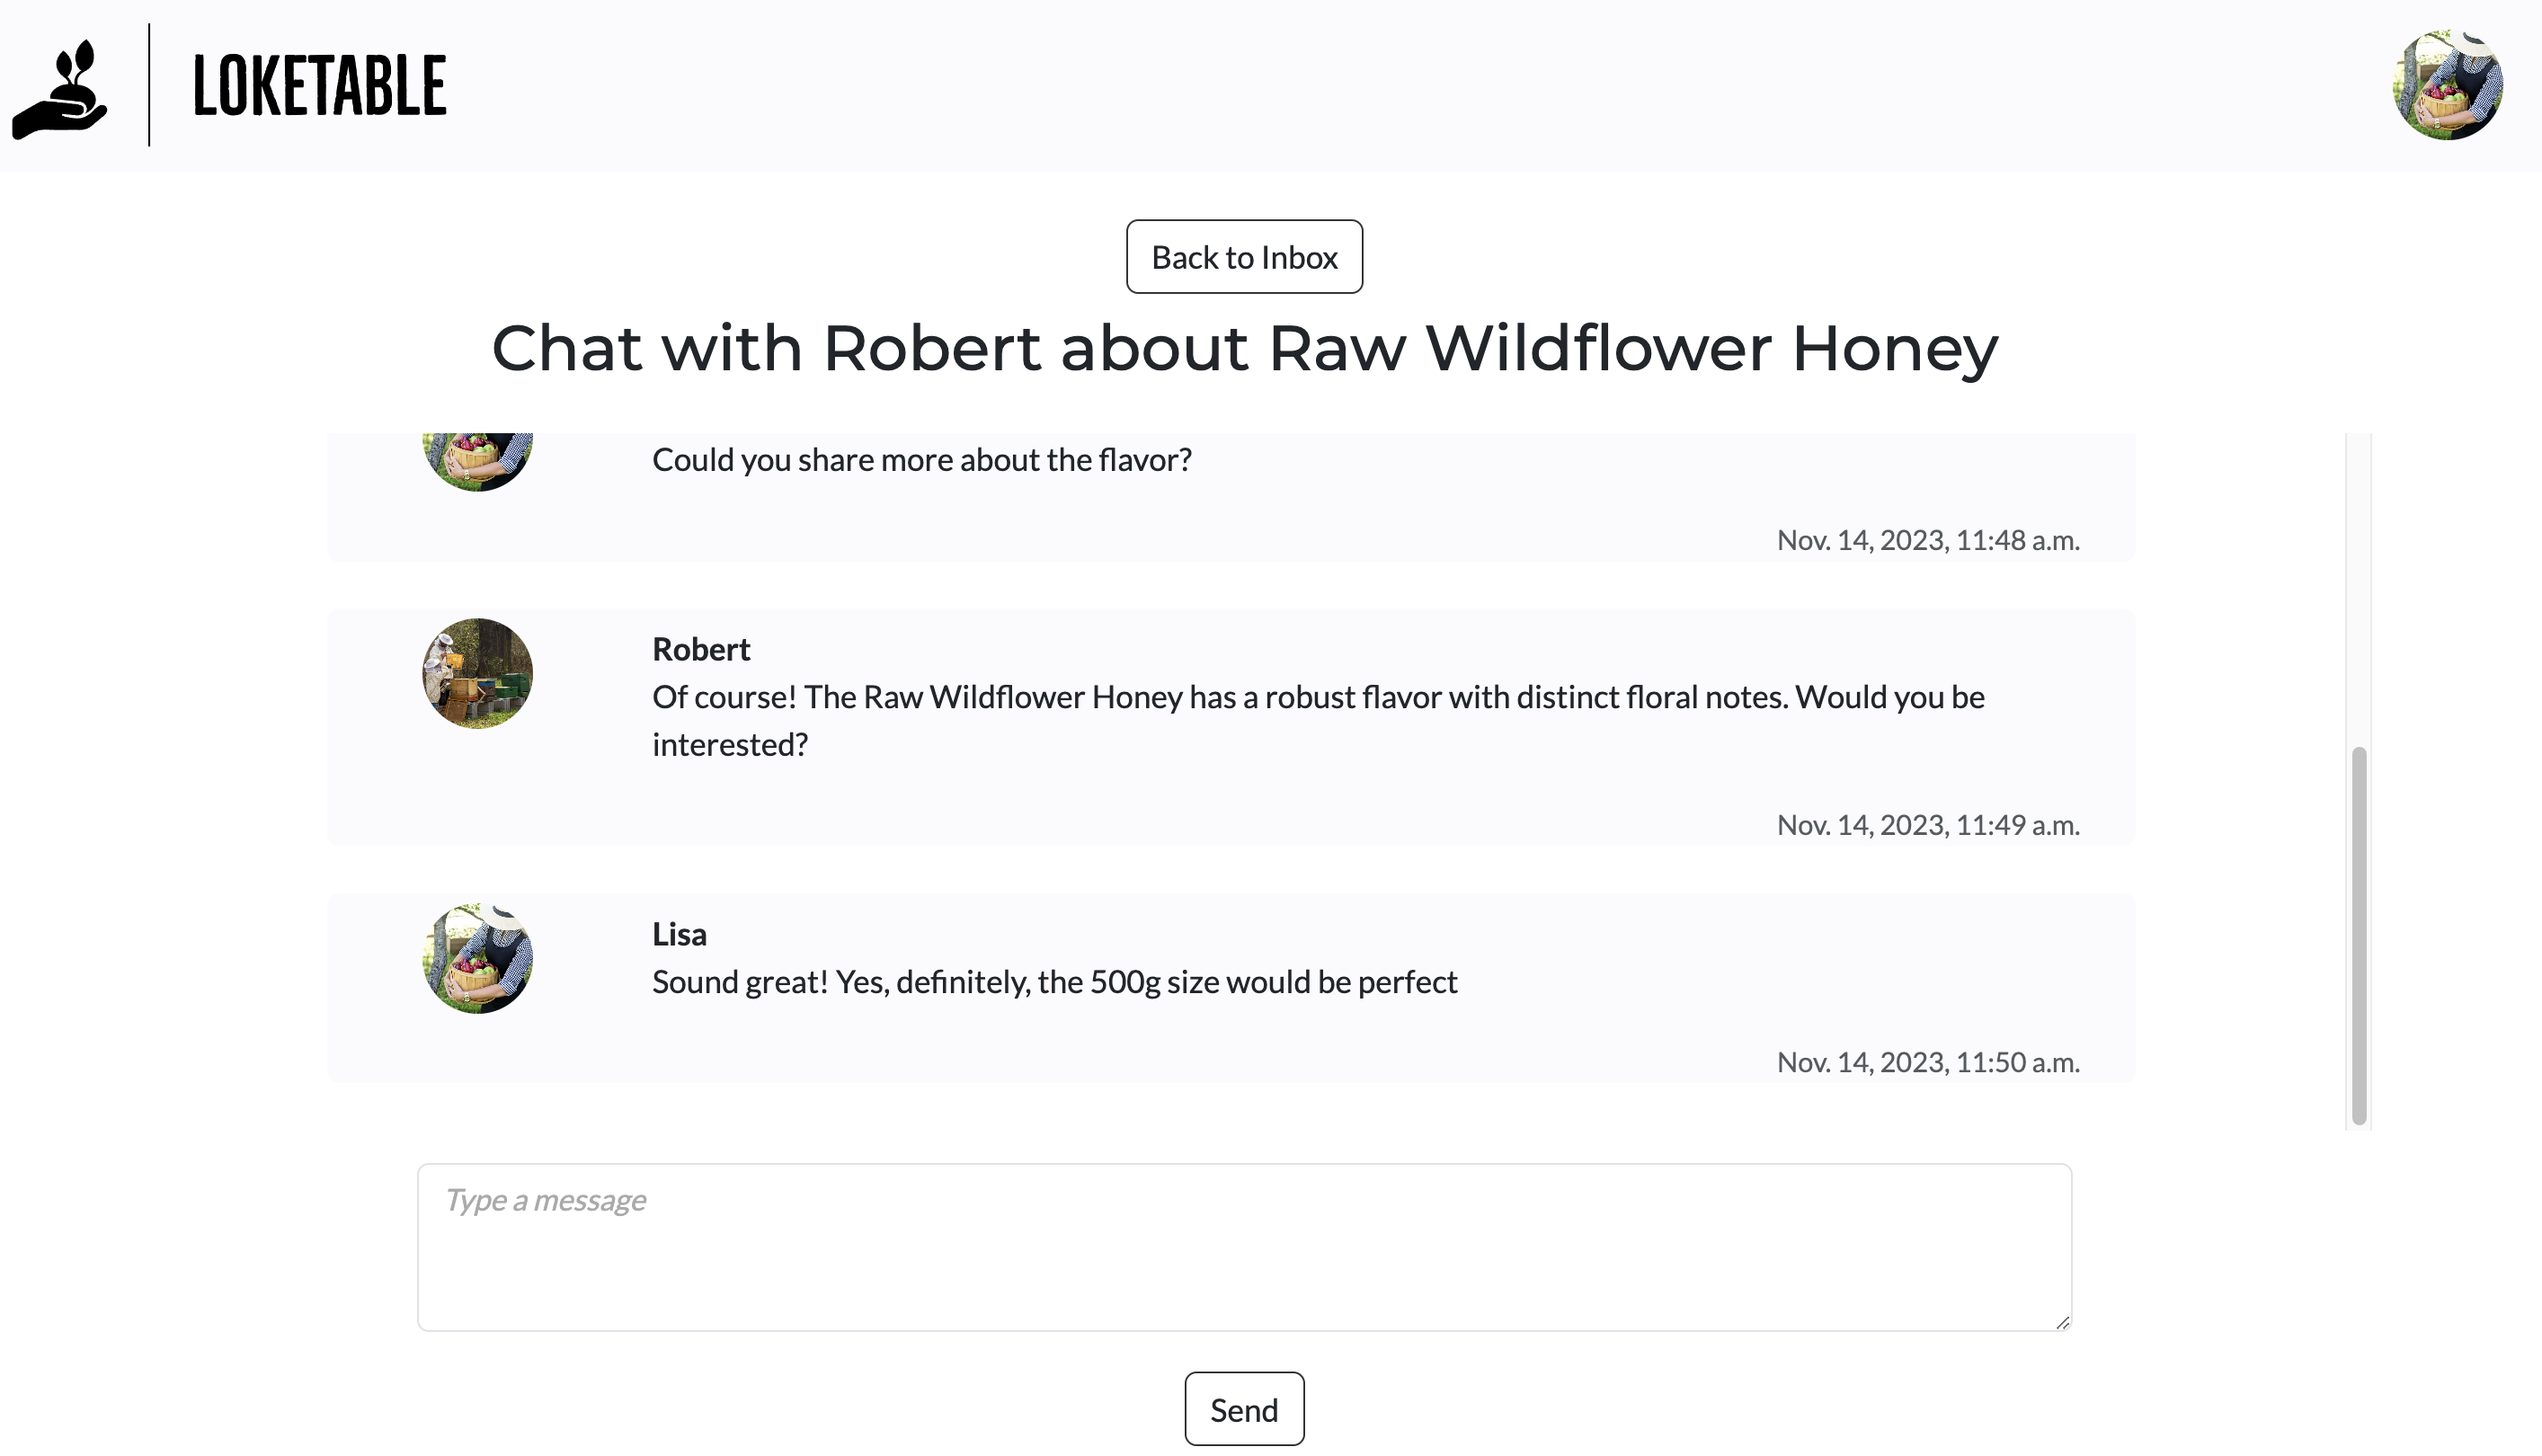 LOKETABLE
Back to Inbox
Chat with Robert about Raw Wildflower Honey
Could you share more about the flavor?
Nov. 14, 2023, 11:48 a.m.
Robert
Of course! The Raw Wildflower Honey has a robust flavor with distinct floral notes. Would you be
interested?
Nov. 14, 2023, 11:49 a.m.
Lisa
Sound great! Yes, definitely, the 500g size would be perfect
Nov. 14, 2023, 11:50 a.m.
Type a message
Send